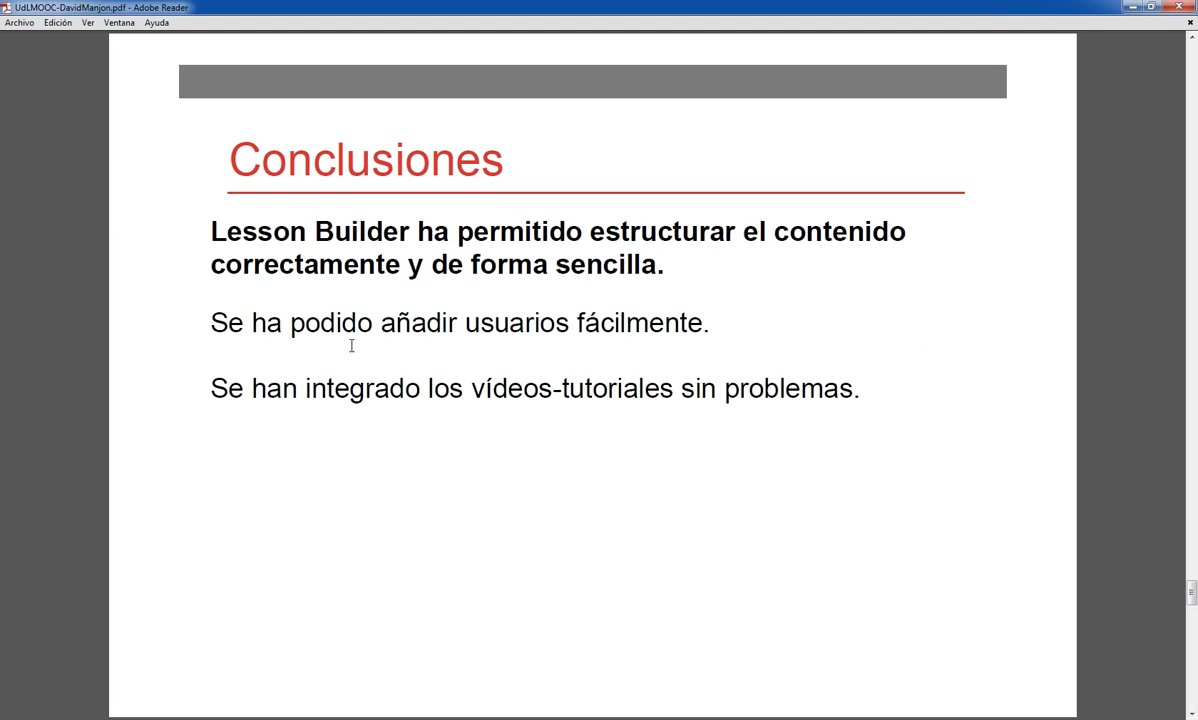 UdLMOOC-DavidManjon.pdf - Adobe Reader
Archivo Edición Ver Ventana Ayuda
Conclusiones
Lesson Builder ha permitido estructurar el contenido
correctamente y de forma sencilla.
Se ha podido añadir usuarios fácilmente.
Se han integrado los vídeos-tutoriales sin problemas.